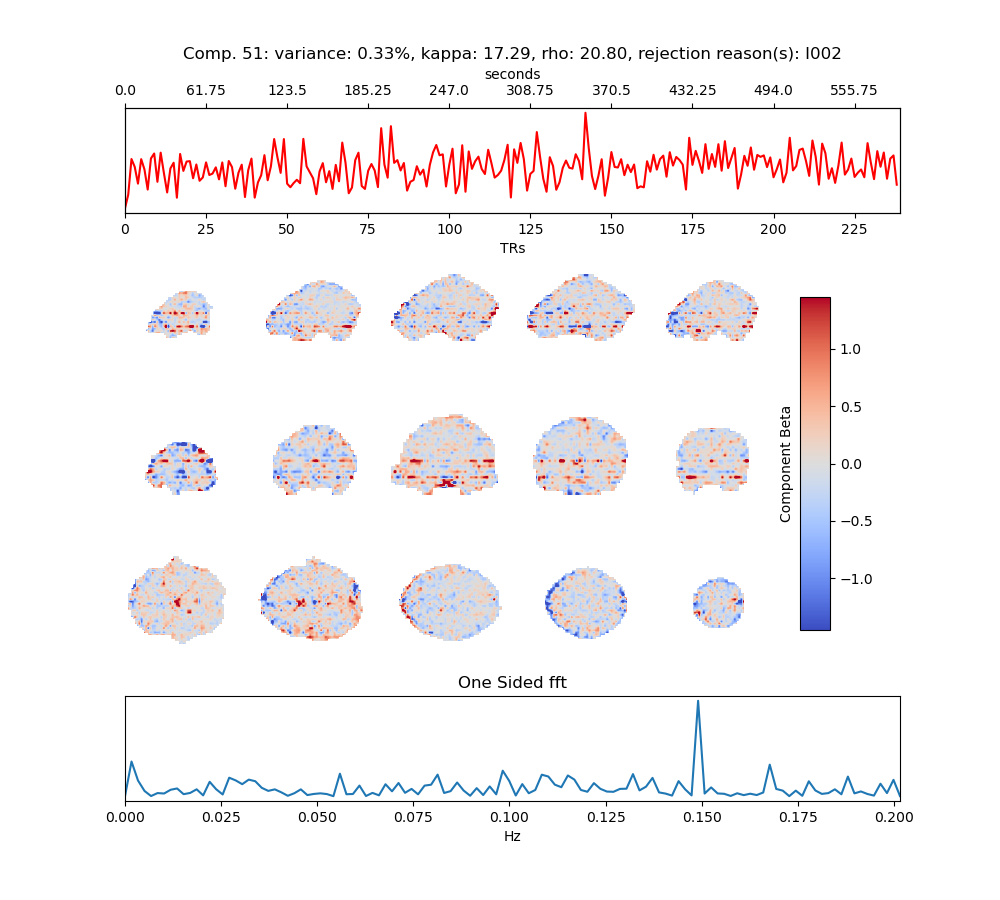 Comp. 51: variance: 0.33%, kappa: 17.29, rho: 20.80, rejection reason(s): I002
seconds
0.0 61.75 123.5 185.25 247.0 308.75 370.5 432.25 494.0 555.75
0 25 50 75 100 125 150 175 200 225
TRs
1.0
0.5
0.0
−0.5
−1.0
Component Beta
One Sided fft
0.000 0.025 0.050 0.075 0.100 0.125 0.150 0.175 0.200
Hz